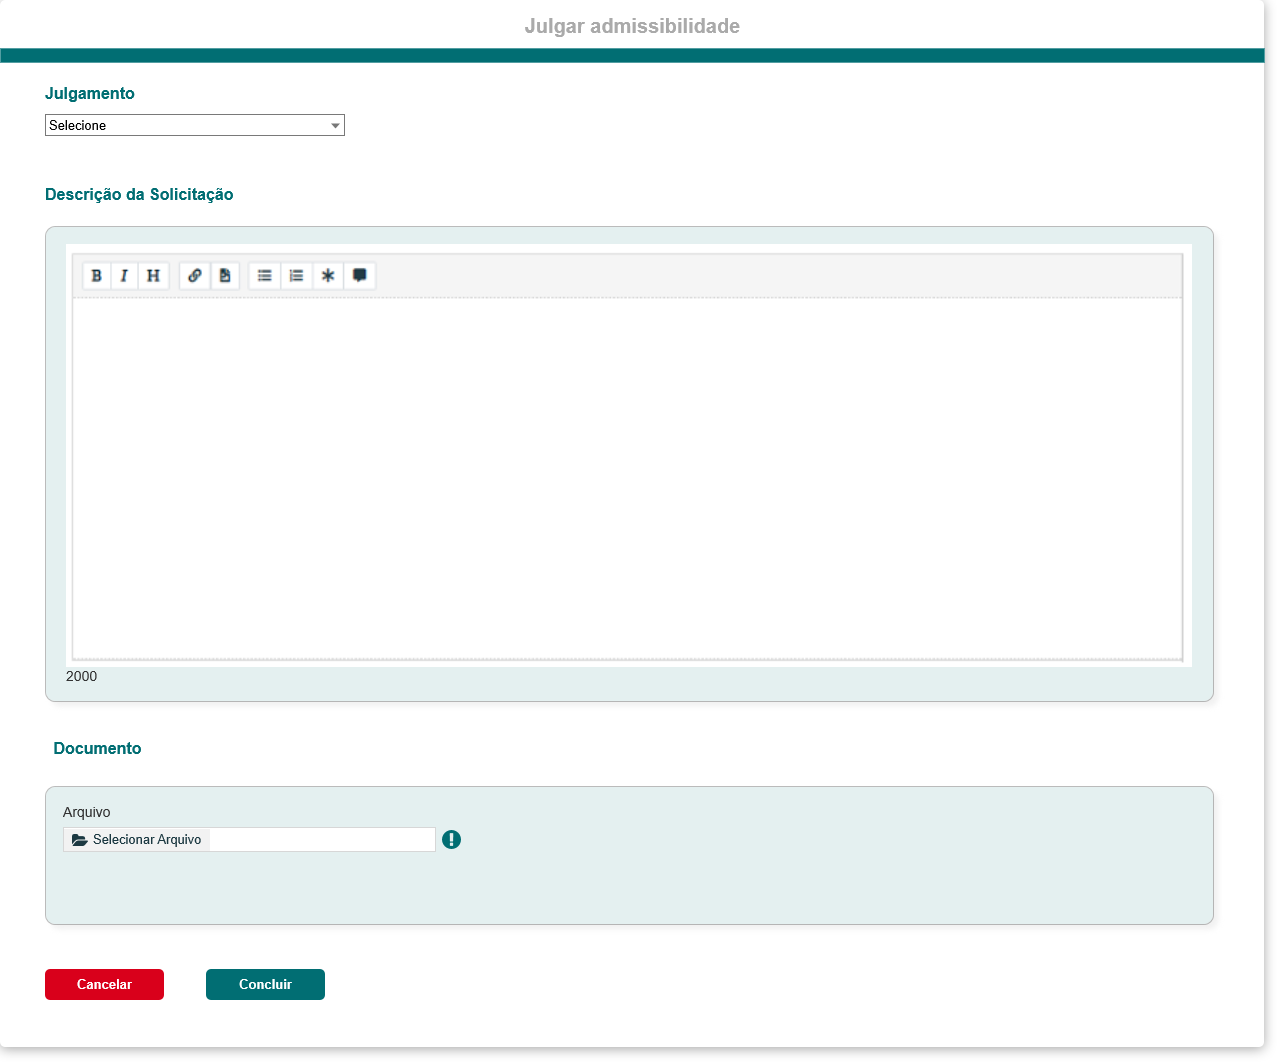 Julgar admissibilidade
Julgamento
Selecione
Descrição da Solicitação
B I H
2000
Documento
Arquivo
Selecionar Arquivo
Cancelar Concluir